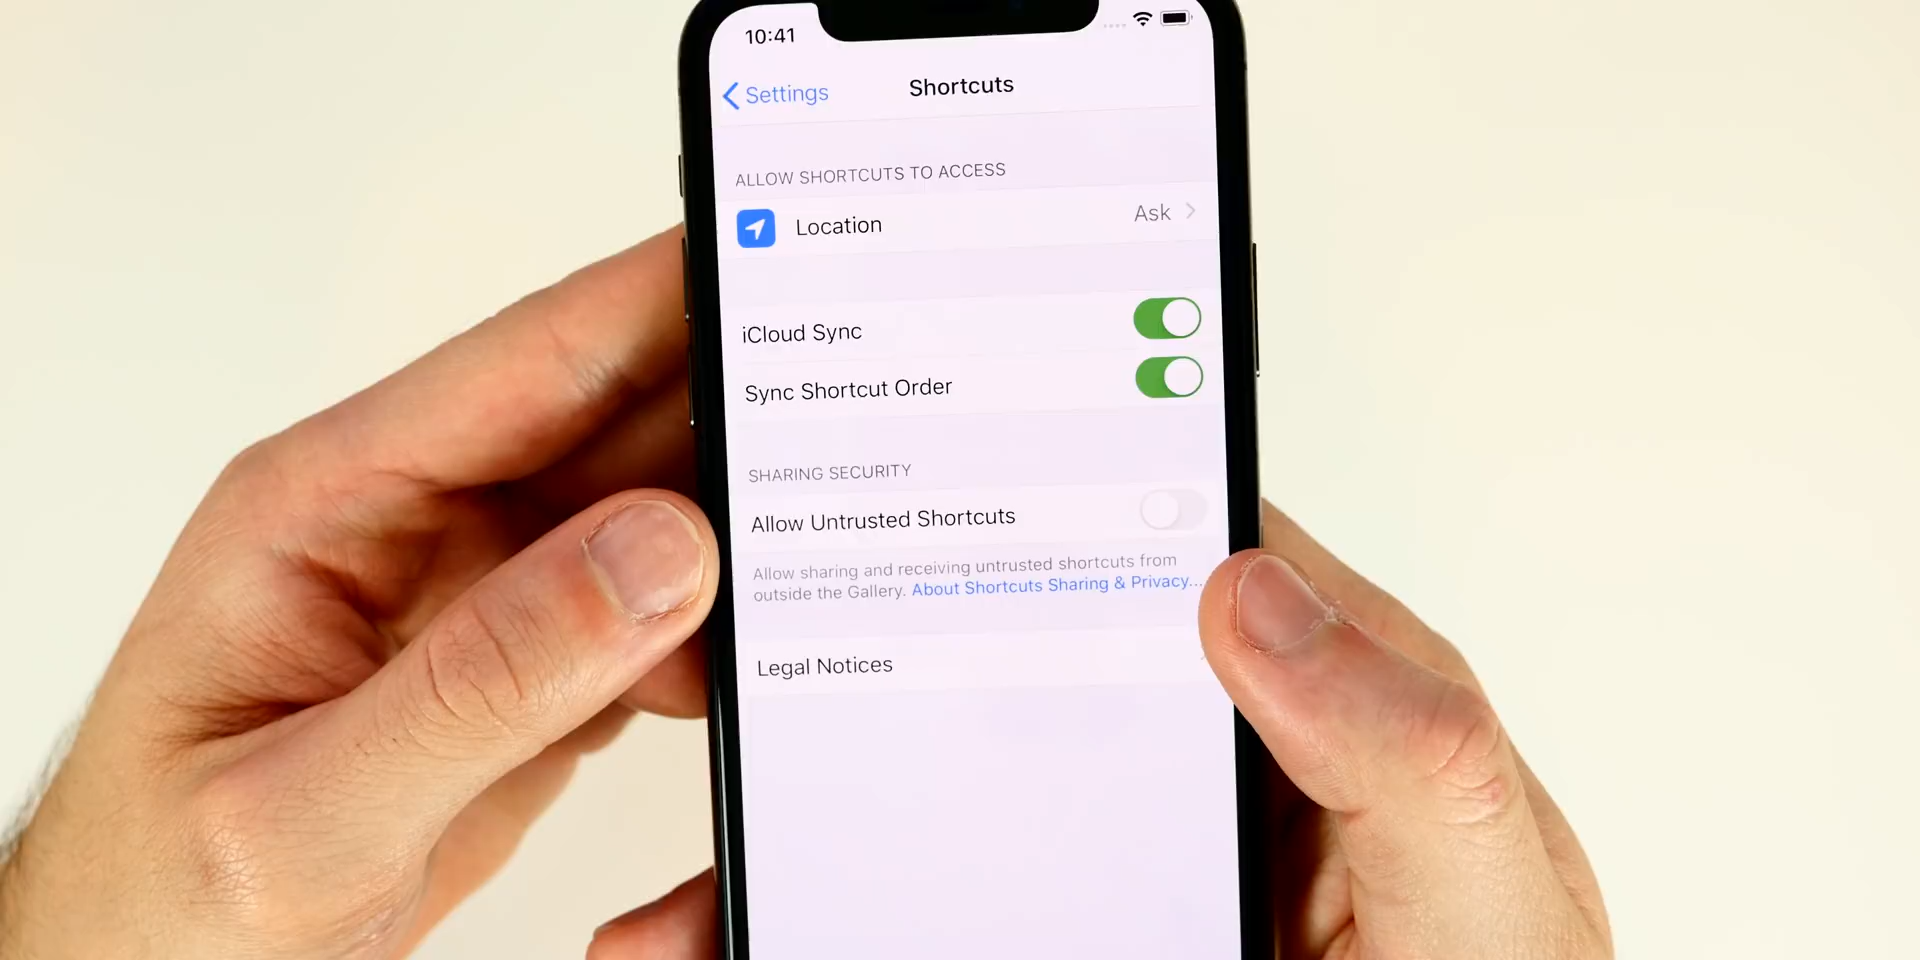 10:41
Settings
Shortcuts
ALLOW SHORTCUTS TO ACCESS
Location
Ask
iCloud Sync
Sync Shortcut Order
SHARING SECURITY
Allow Untrusted Shortcuts
Allow sharing and receiving untrusted shortcuts from
outside the Gallery. About Shortcuts Sharing & Privacy...
Legal Notices